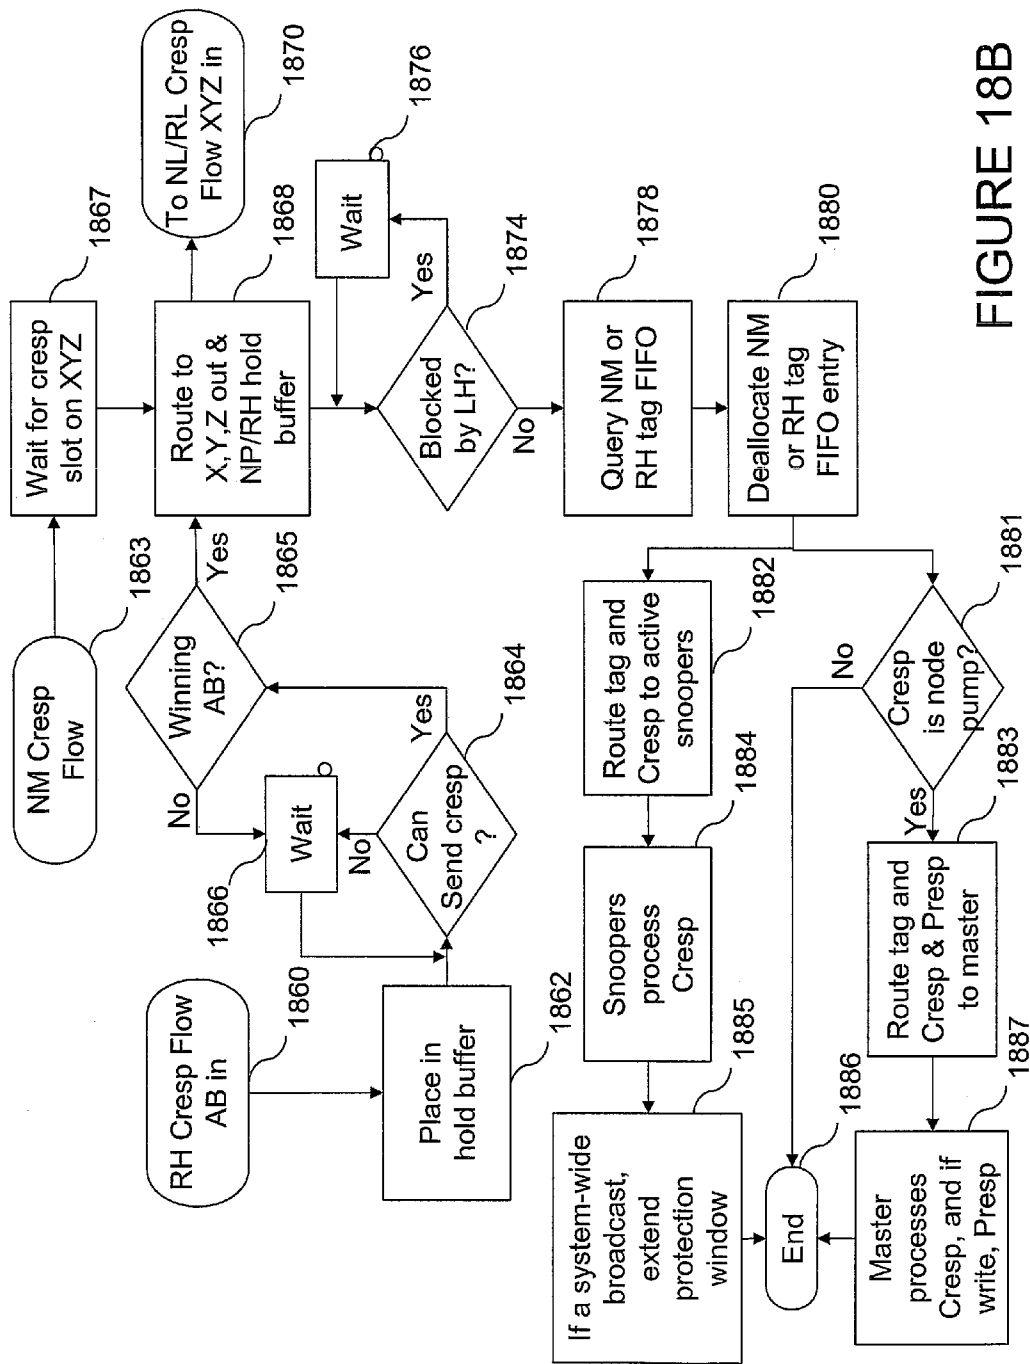 RH Cresp Flow
AB in
1860
Place in
hold buffer
1862
NM Cresp
Flow
1863
Can
Send cresp
?
1864
Yes
No
Wait
1866
Winning
AB?
1865
No
Yes
Wait for cresp
slot on XYZ
1867
Route to
X,Y,Z out &
NP/RH hold
buffer
1868
To NL/RL Cresp
Flow XYZ in
1870
Blocked
by LH?
1874
Yes
No
Wait
1876
Query NM or
RH tag FIFO
1878
Deallocate NM
or RH tag
FIFO entry
1880
Cresp
is node
pump?
1881
No
Yes
Route tag and
Cresp to active
snoopers
1882
Route tag and
Cresp & Presp
to master
1883
Snoopers
process
Cresp
1884
If a system-wide
broadcast,
extend
protection
window
1885
End
1886
Master
processes
Cresp, and if
write, Presp
1887
FIGURE 18B